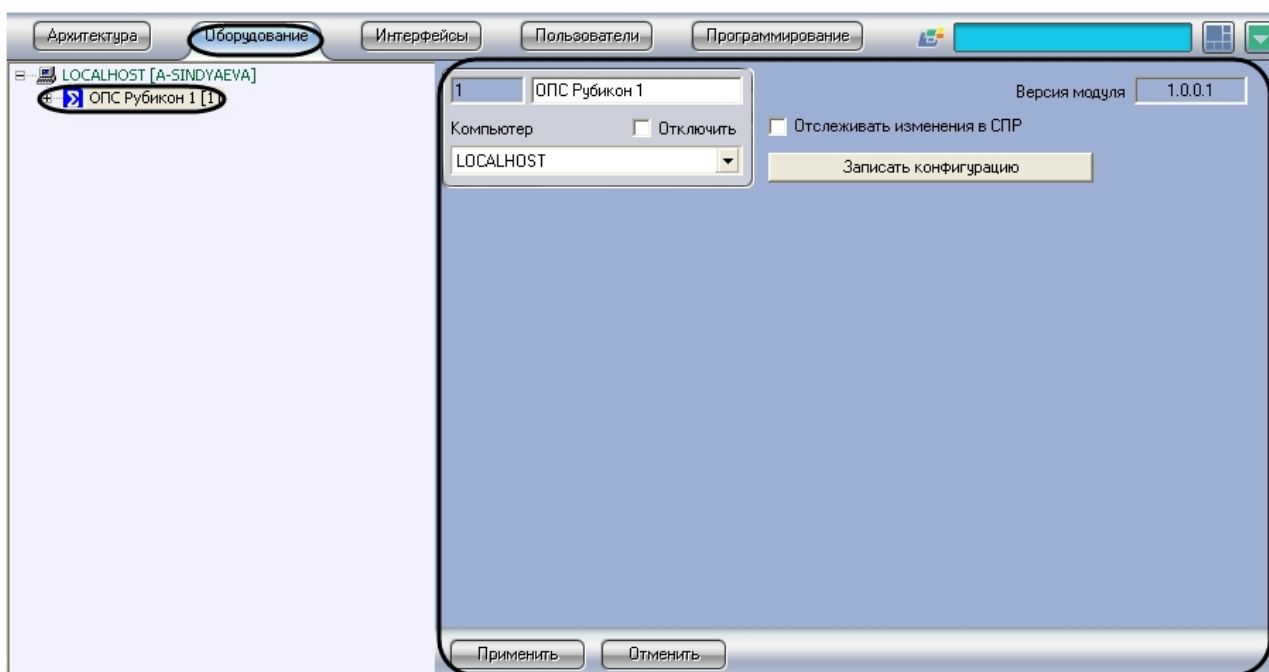 Архитектура Оборудование Интерфейсы Пользователи Программирование
LOCALHOST [A-SINDYAEVA]
ОПС Рубикон 1 [1]
1 ОПС Рубикон 1 Версия модуля 1.0.0.1
Компьютер Отключить Отслеживать изменения в СПР
LOCALHOST Записать конфигурацию
Применить Отменить